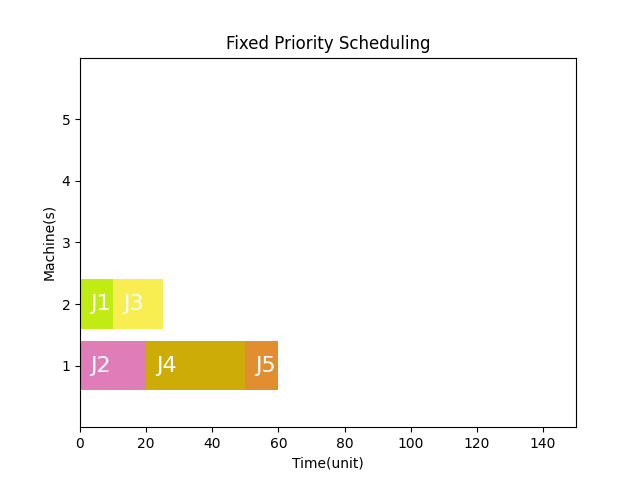 Fixed Priority Scheduling
Machine(s)
5
4
3
2
1
J1 J3
J2 J4 J5
0 20 40 60 80 100 120 140
Time(unit)